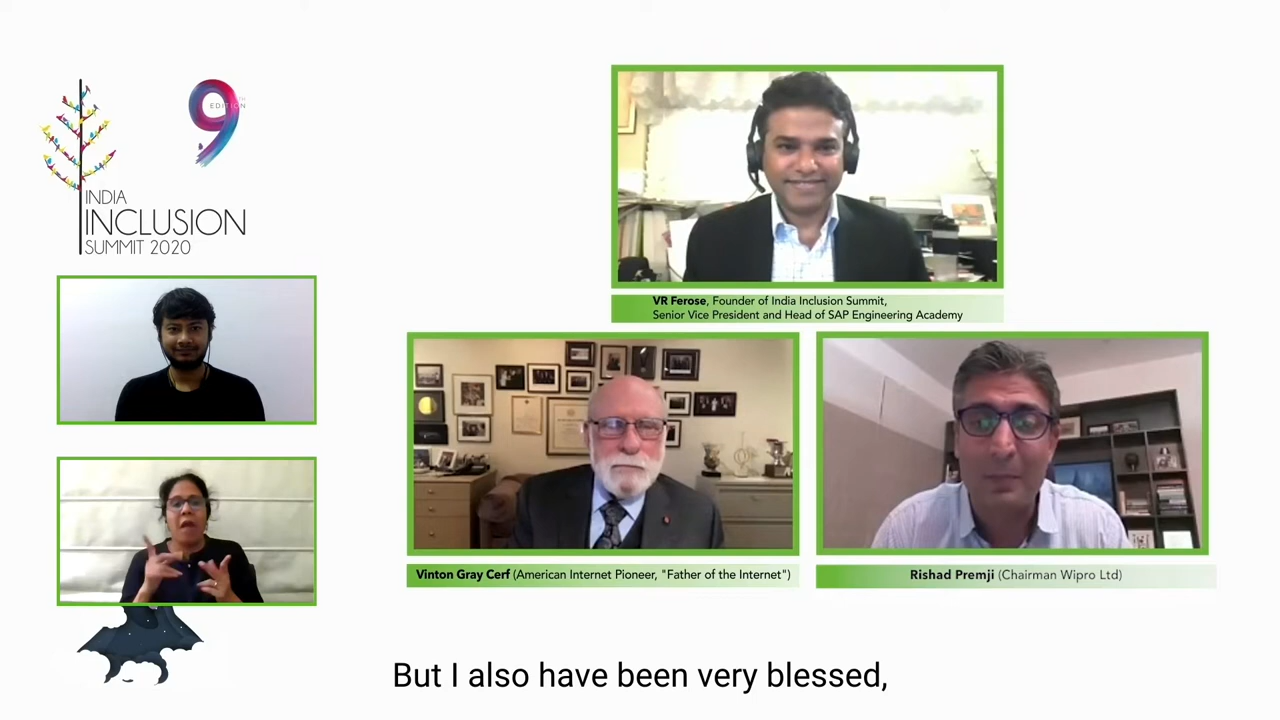 9
TH
EDITION
INDIA
INCLUSION
SUMMIT 2020
VR Ferose, Founder of India Inclusion Summit,
Senior Vice President and Head of SAP Engineering Academy
Vinton Gray Cerf (American Internet Pioneer, "Father of the Internet")
Rishad Premji (Chairman Wipro Ltd)
But I also have been very blessed,